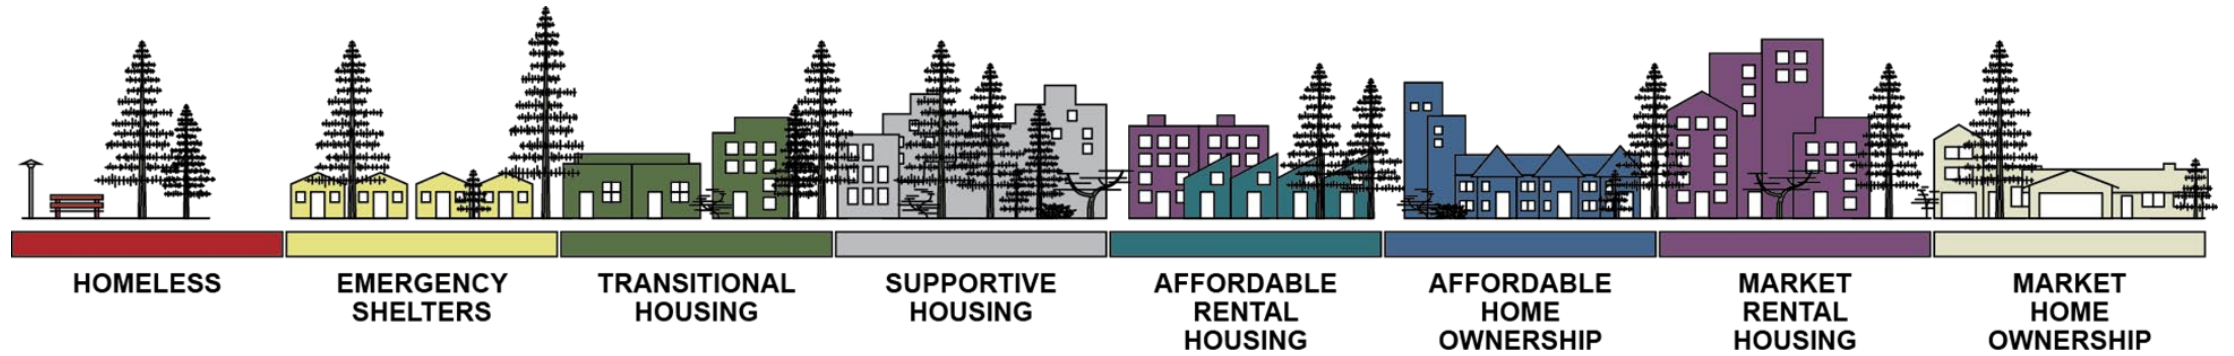 HOMELESS
EMERGENCY
SHELTERS
TRANSITIONAL
HOUSING
SUPPORTIVE
HOUSING
AFFORDABLE
RENTAL
HOUSING
AFFORDABLE
HOME
OWNERSHIP
MARKET
RENTAL
HOUSING
MARKET
HOME
OWNERSHIP